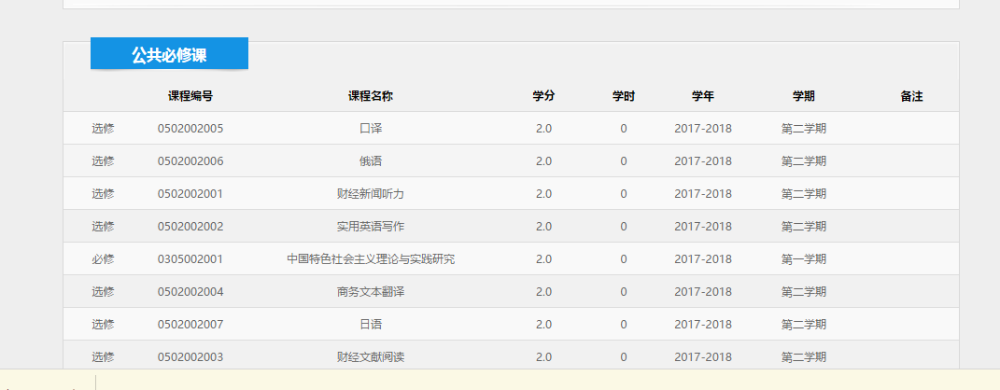 公共必修课
课程编号 课程名称 学分 学时 学年 学期 备注
选修 0502002005 口译 2.0 0 2017-2018 第二学期
选修 0502002006 俄语 2.0 0 2017-2018 第二学期
选修 0502002001 财经新闻听力 2.0 0 2017-2018 第二学期
选修 0502002002 实用英语写作 2.0 0 2017-2018 第二学期
必修 0305002001 中国特色社会主义理论与实践研究 2.0 0 2017-2018 第一学期
选修 0502002004 商务文本翻译 2.0 0 2017-2018 第二学期
选修 0502002007 日语 2.0 0 2017-2018 第二学期
选修 0502002003 财经文献阅读 2.0 0 2017-2018 第二学期